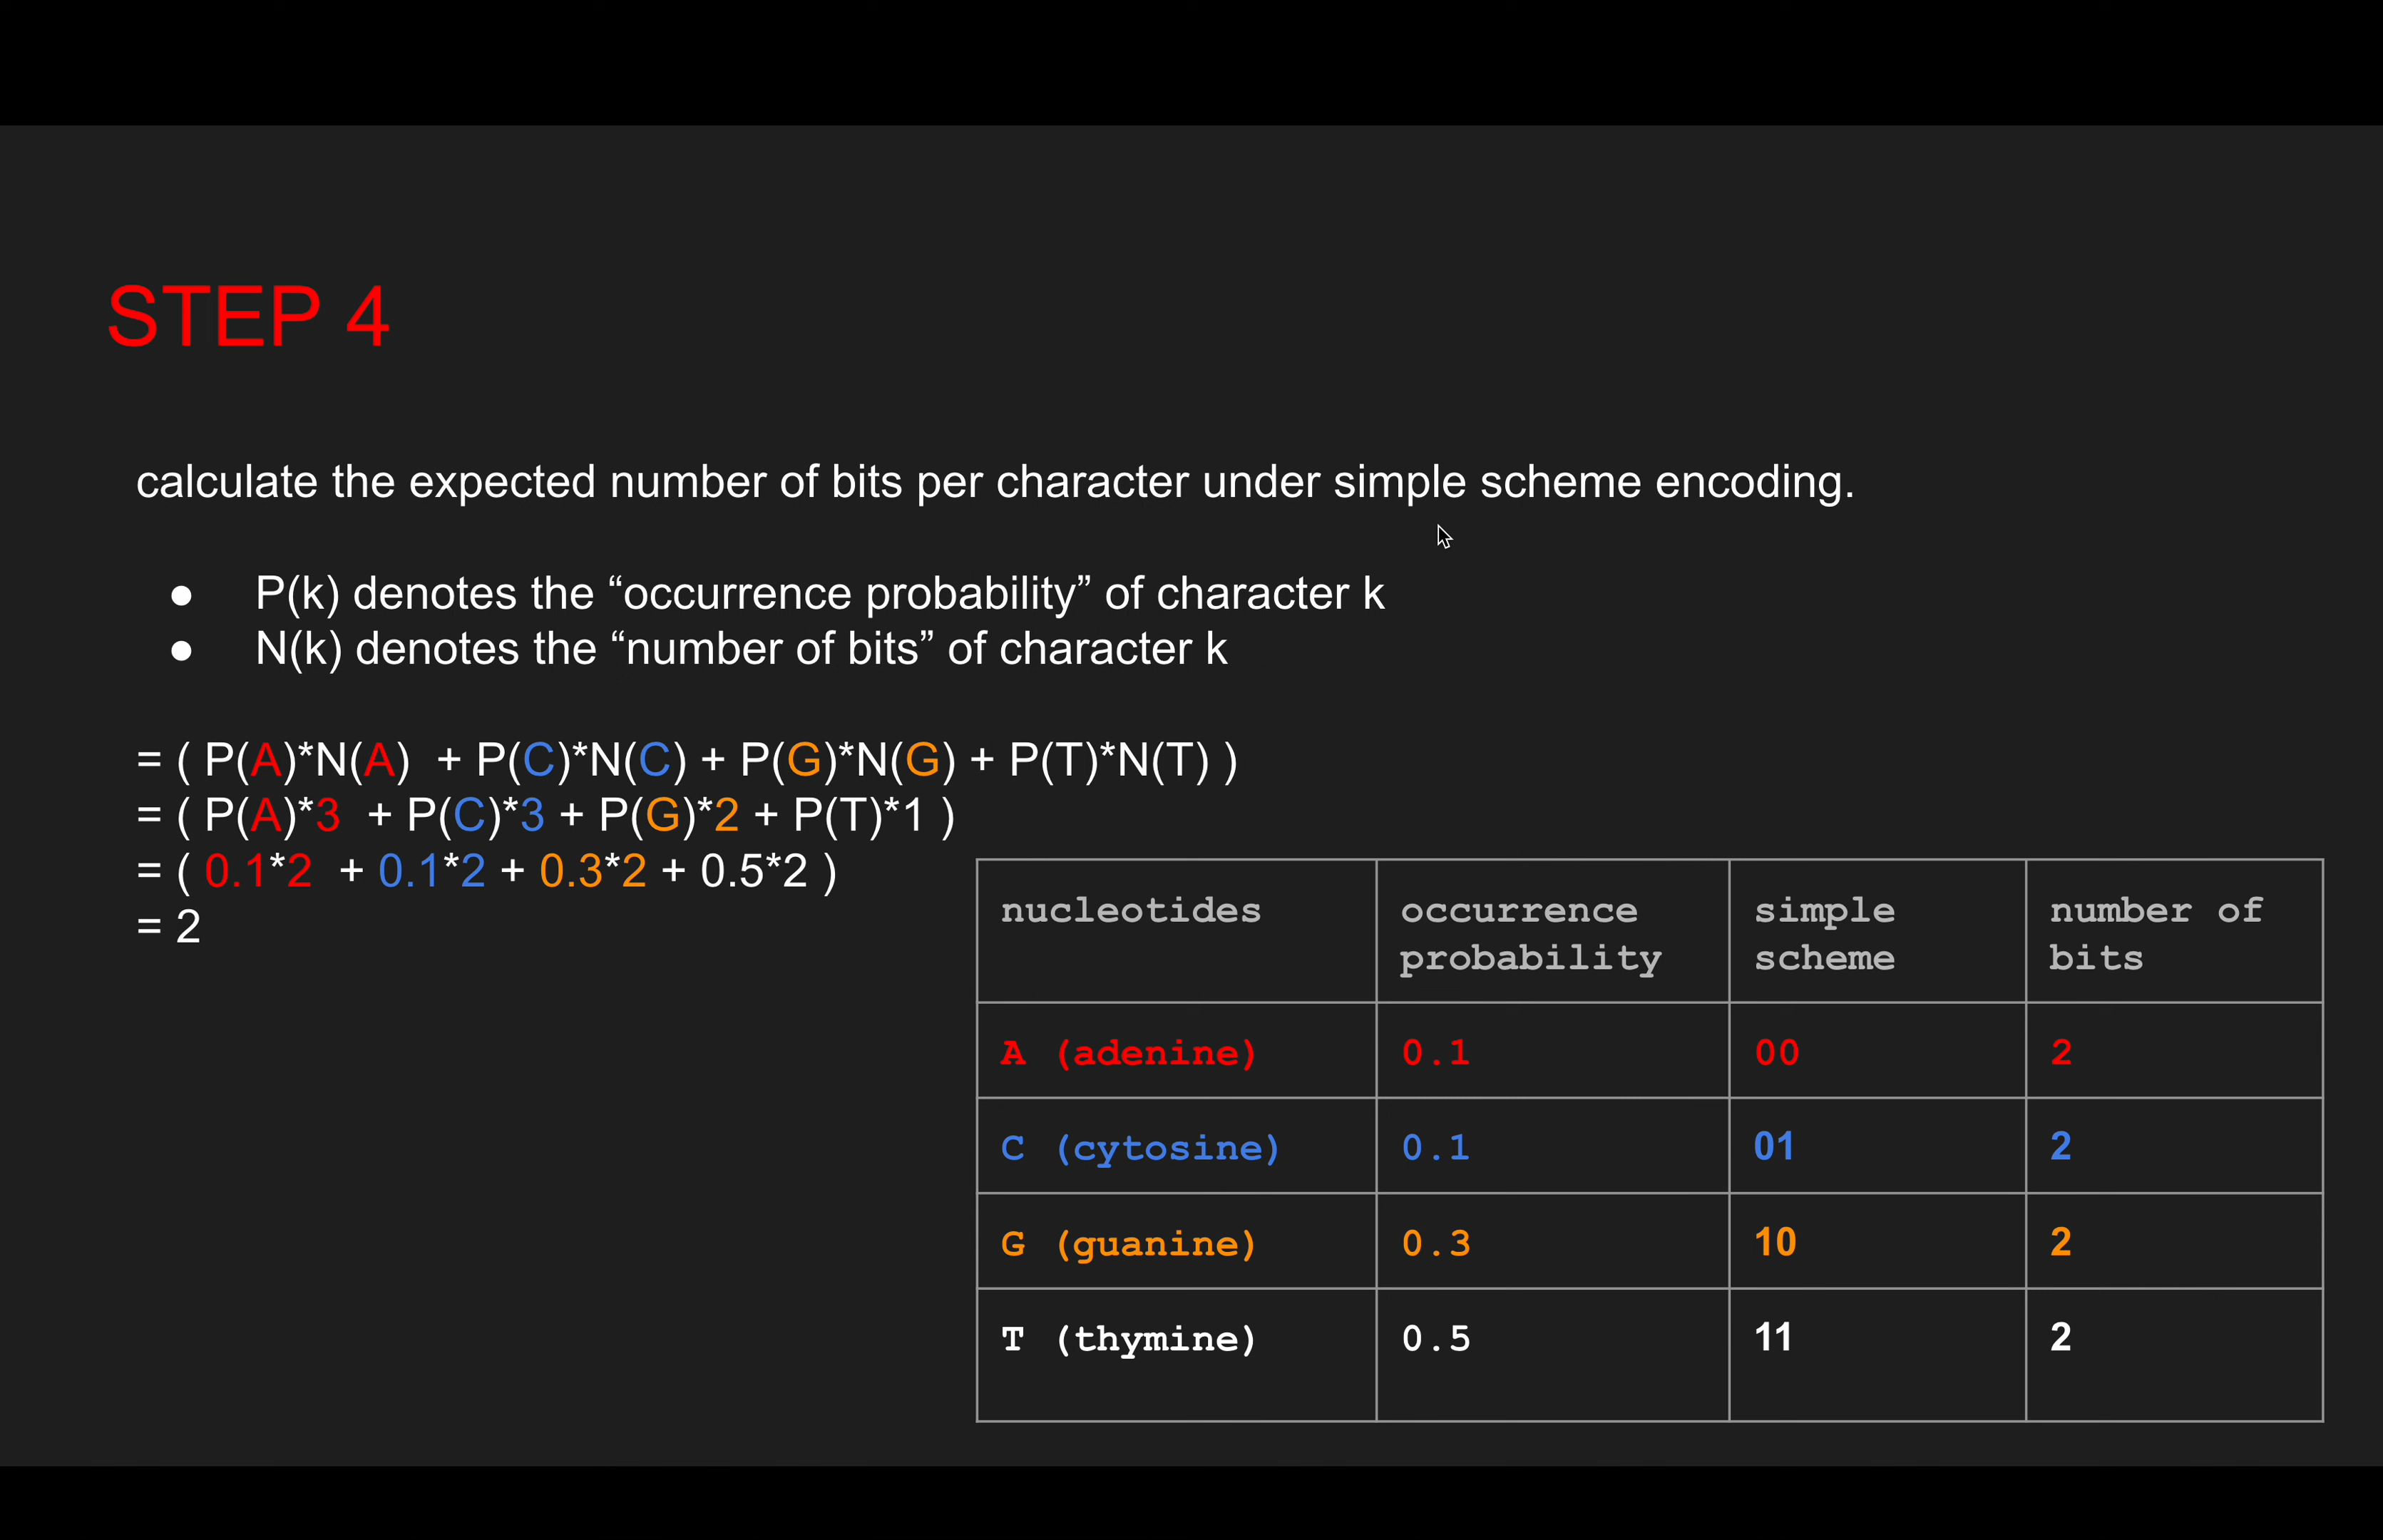 STEP 4
calculate the expected number of bits per character under simple scheme encoding.
● P(k) denotes the “occurrence probability” of character k
● N(k) denotes the “number of bits” of character k
= ( P(A)*N(A) + P(C)*N(C) + P(G)*N(G) + P(T)*N(T) )
= ( P(A)*3 + P(C)*3 + P(G)*2 + P(T)*1 )
= ( 0.1*2 + 0.1*2 + 0.3*2 + 0.5*2 )
= 2
nucleotides occurrence probability simple scheme number of bits
A (adenine) 0.1 00 2
C (cytosine) 0.1 01 2
G (guanine) 0.3 10 2
T (thymine) 0.5 11 2